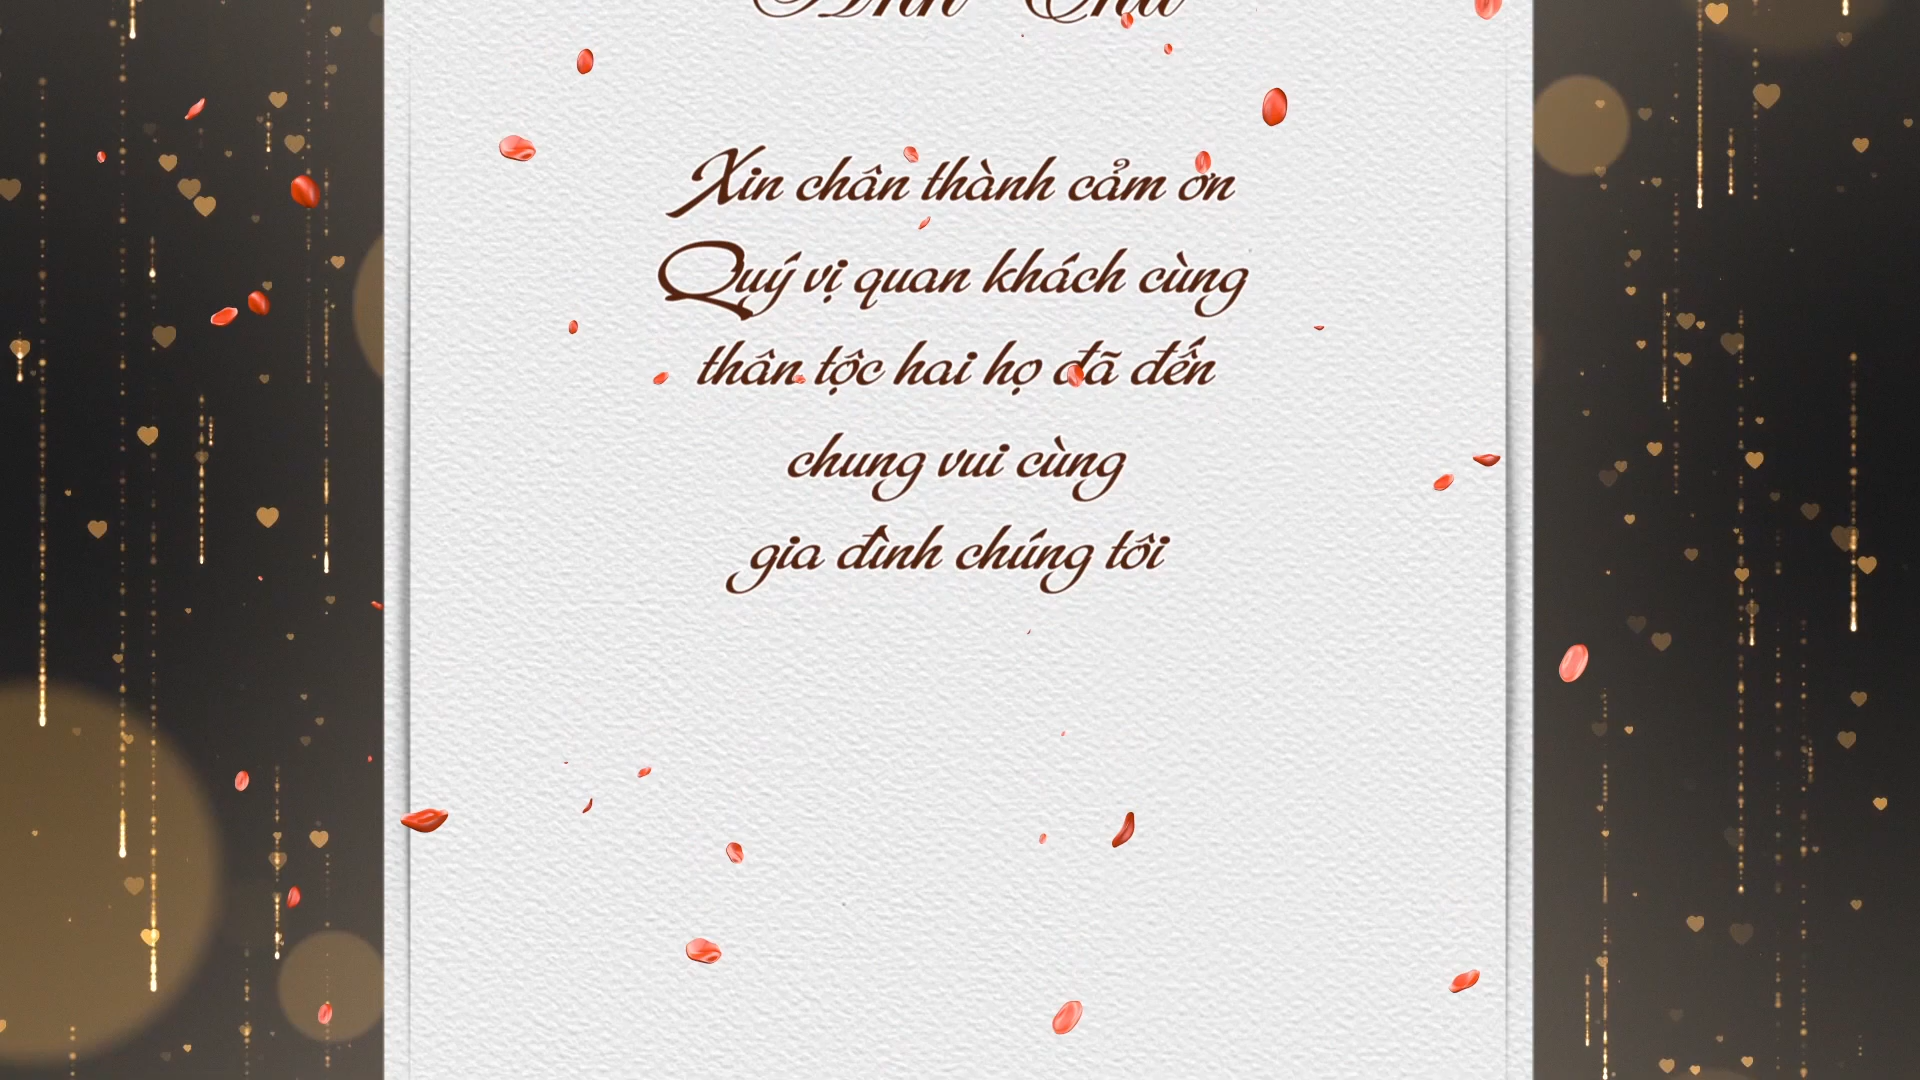 Xin chân thành cảm ơn
Quý vị quan khách cùng
thân tộc hai họ đã đến
chung vui cùng
gia đình chúng tôi